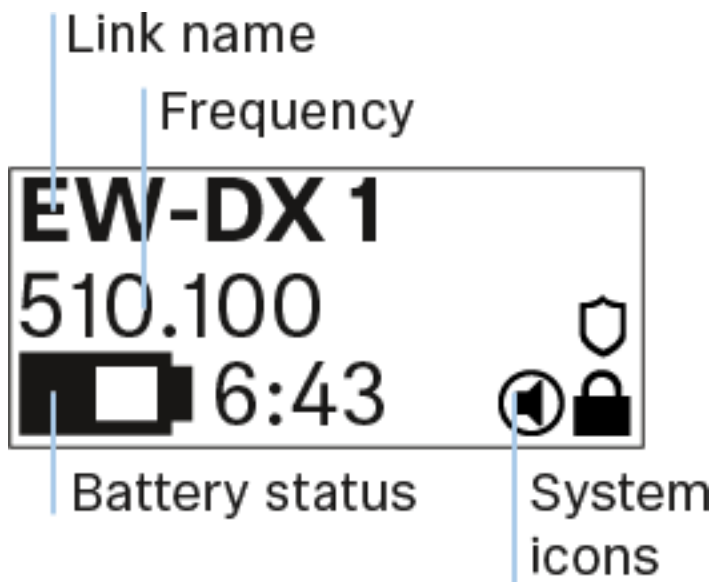 Link name
Frequency
EW-DX 1
510.100
6:43
Battery status
System
icons